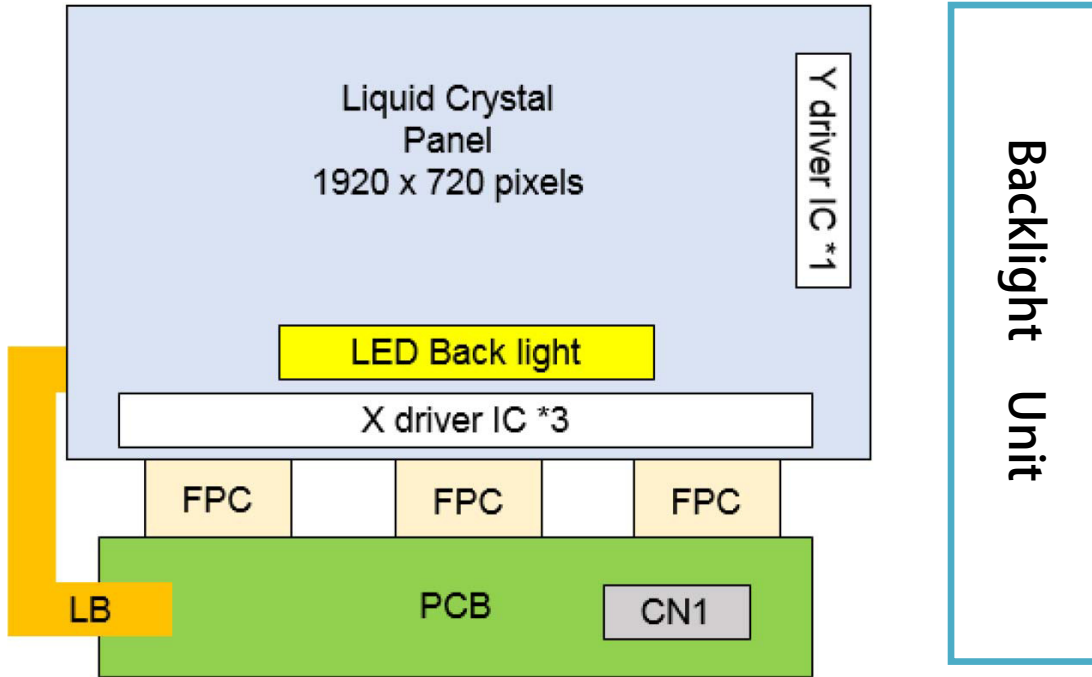 Liquid Crystal
Panel
1920 x 720 pixels
Y driver IC *1
LED Back light
X driver IC *3
FPC
FPC
FPC
LB
PCB
CN1
Backlight Unit